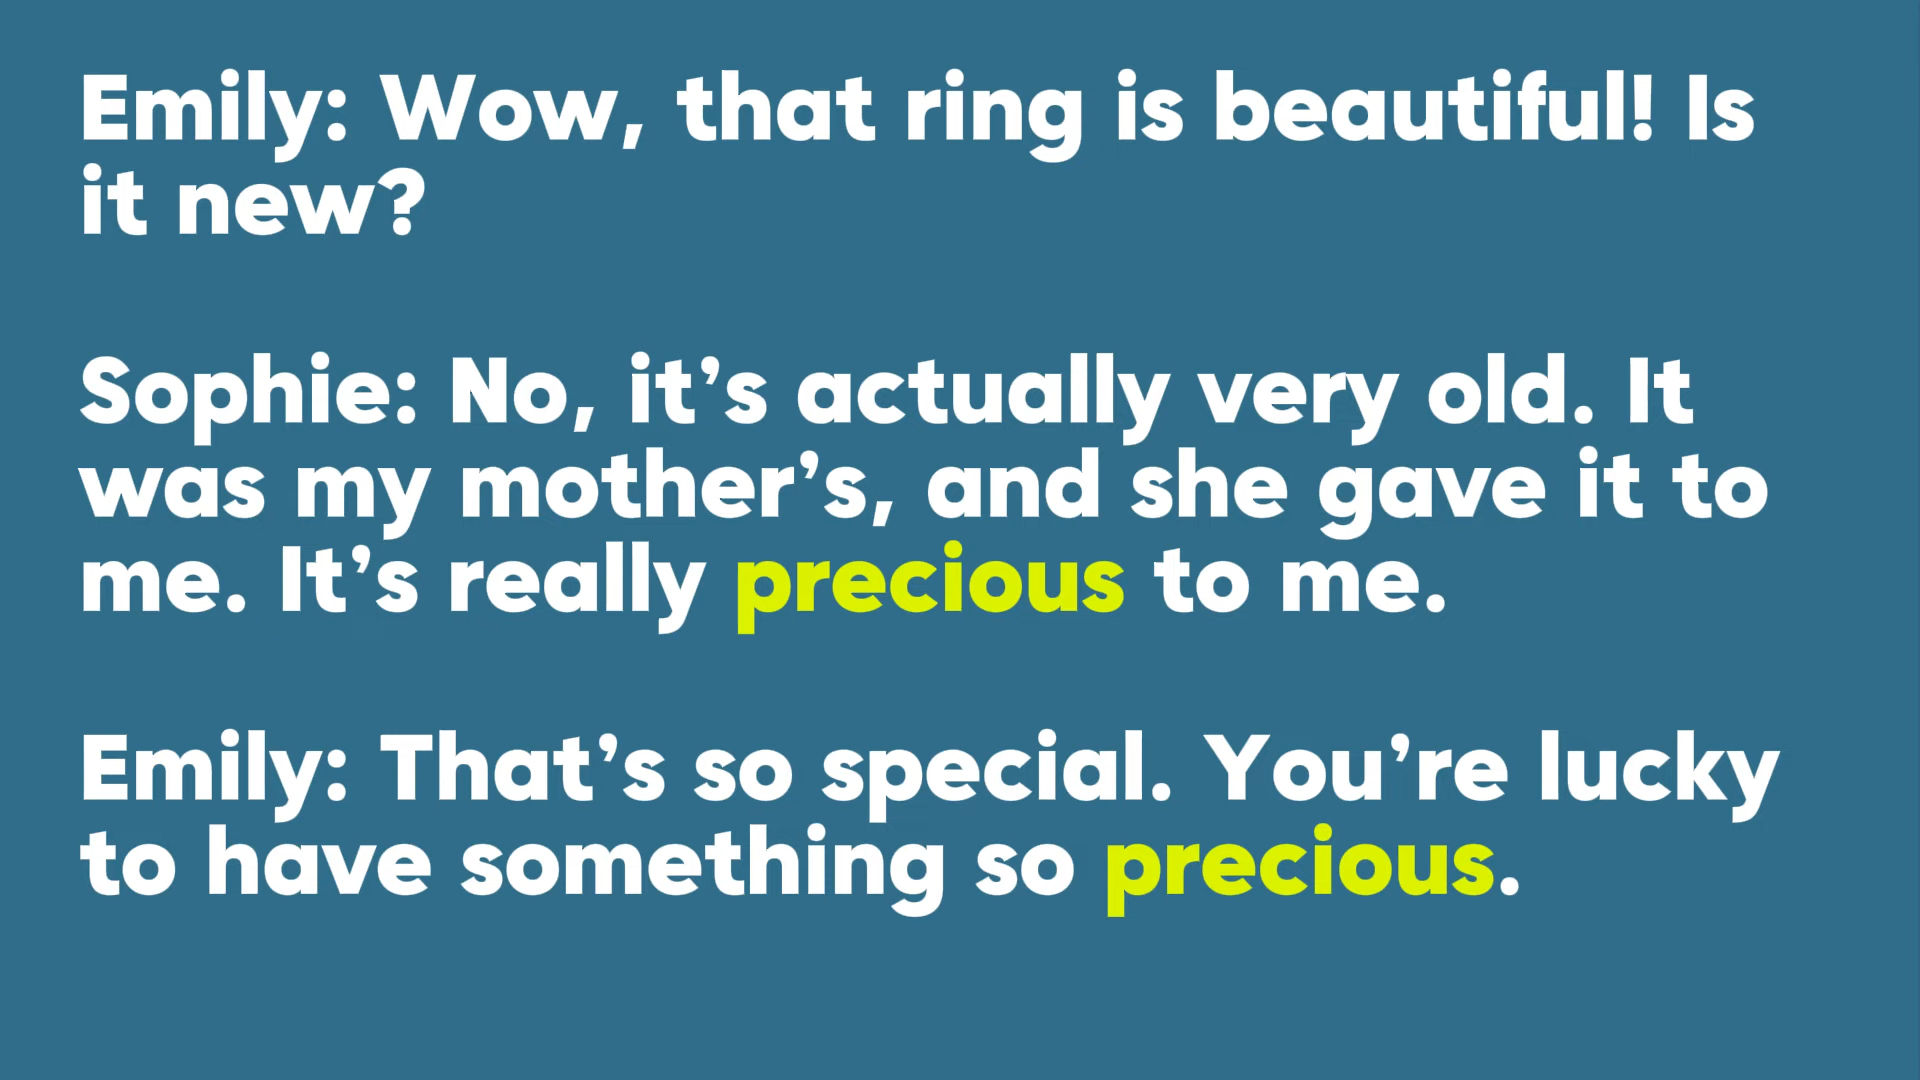 Emily: Wow, that ring is beautiful! Is
it new?
Sophie: No, it’s actually very old. It
was my mother’s, and she gave it to
me. It’s really precious to me.
Emily: That’s so special. You’re lucky
to have something so precious.